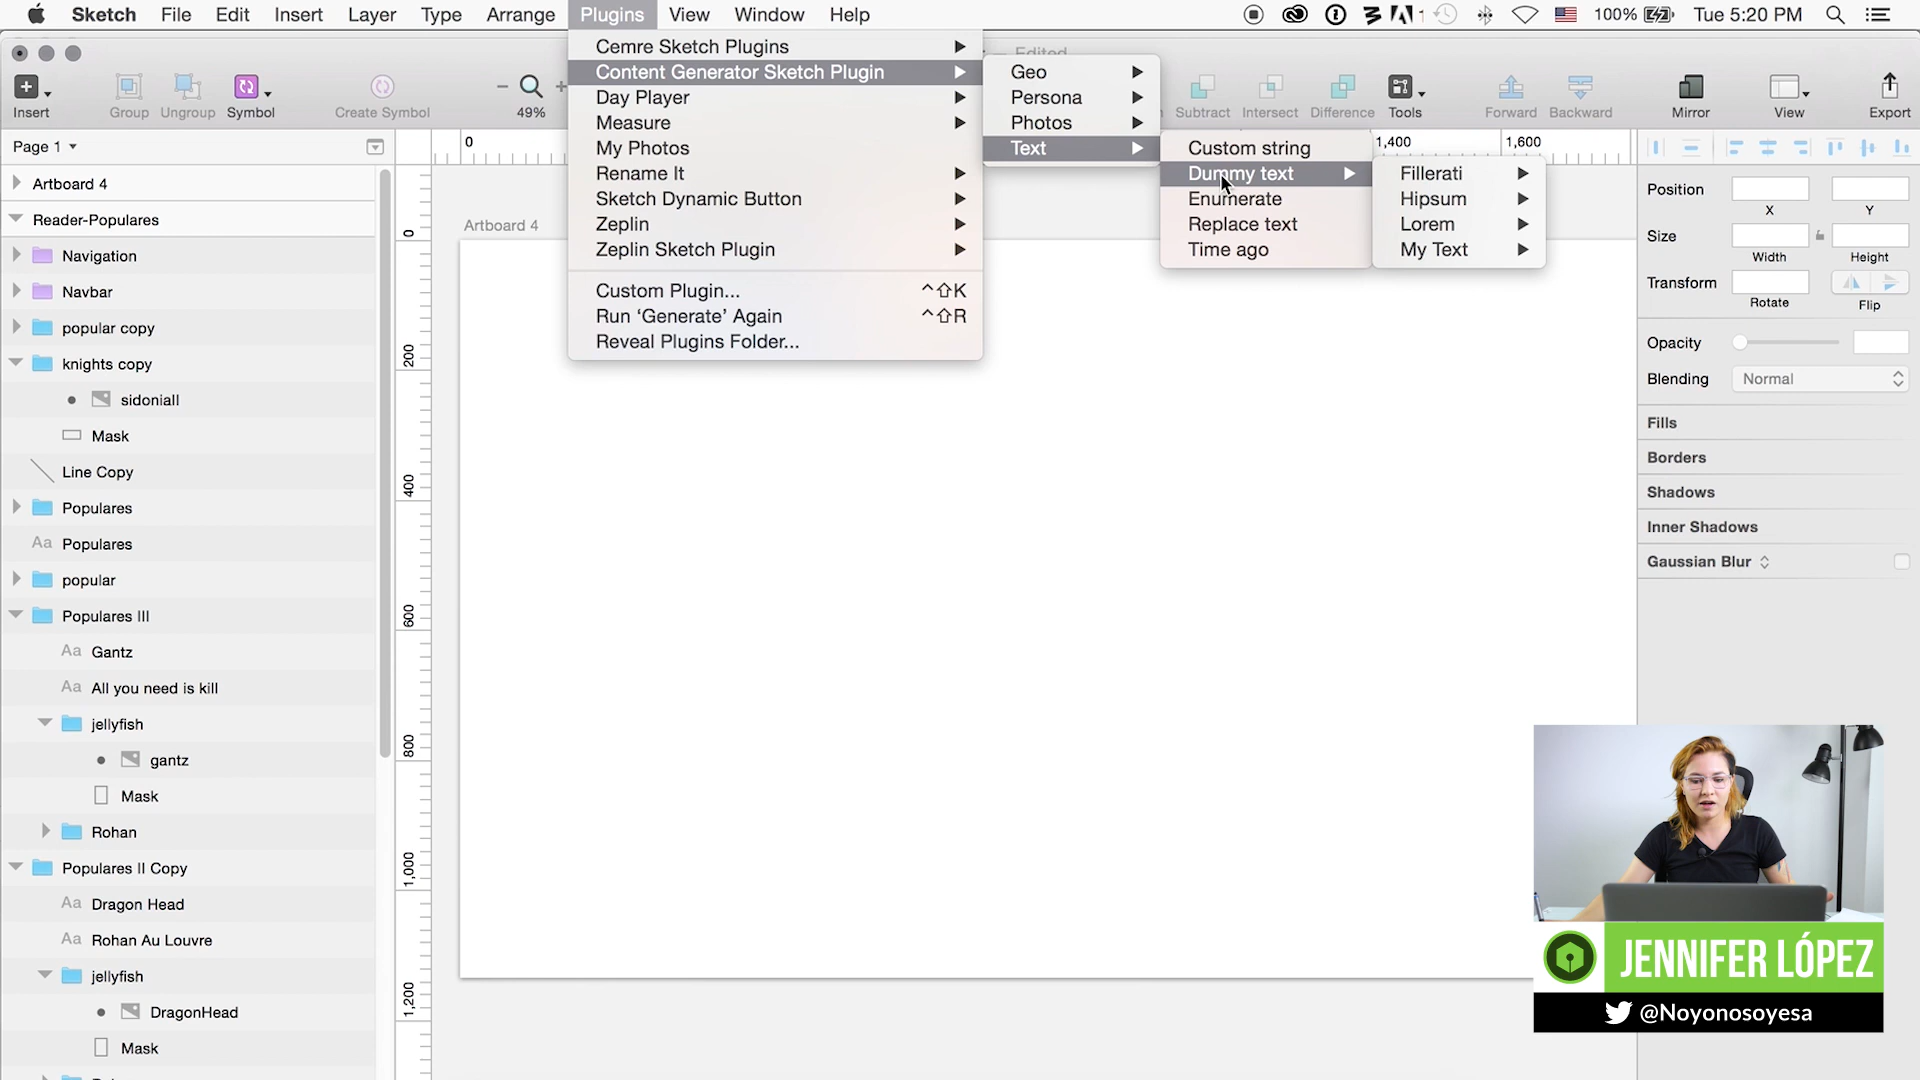 Sketch File Edit Insert Layer Type Arrange Plugins View Window Help 100% Tue 5:20 PM
Edited
Insert Group Ungroup Symbol Create Symbol 49% Subtract Intersect Difference Tools Forward Backward Mirror View Export
Cemre Sketch Plugins
Content Generator Sketch Plugin
Day Player
Measure
My Photos
Rename It
Sketch Dynamic Button
Zeplin
Zeplin Sketch Plugin
Custom Plugin... ^⇧K
Run ‘Generate’ Again ^⇧R
Reveal Plugins Folder...
Geo
Persona
Photos
Text
Custom string
Dummy text
Enumerate
Replace text
Time ago
Fillerati
Hipsum
Lorem
My Text
0 1,400 1,600
Page 1
Artboard 4
Reader-Populares
Navigation
Navbar
popular copy
knights copy
sidoniaII
Mask
Line Copy
Populares
Populares
popular
Populares III
Gantz
All you need is kill
jellyfish
gantz
Mask
Rohan
Populares II Copy
Dragon Head
Rohan Au Louvre
jellyfish
DragonHead
Mask
0
200
400
600
800
1,000
1,200
Artboard 4
Position
X Y
Size
Width Height
Transform
Rotate Flip
Opacity
Blending Normal
Fills
Borders
Shadows
Inner Shadows
Gaussian Blur
JENNIFER LÓPEZ
@Noyonosoyesa